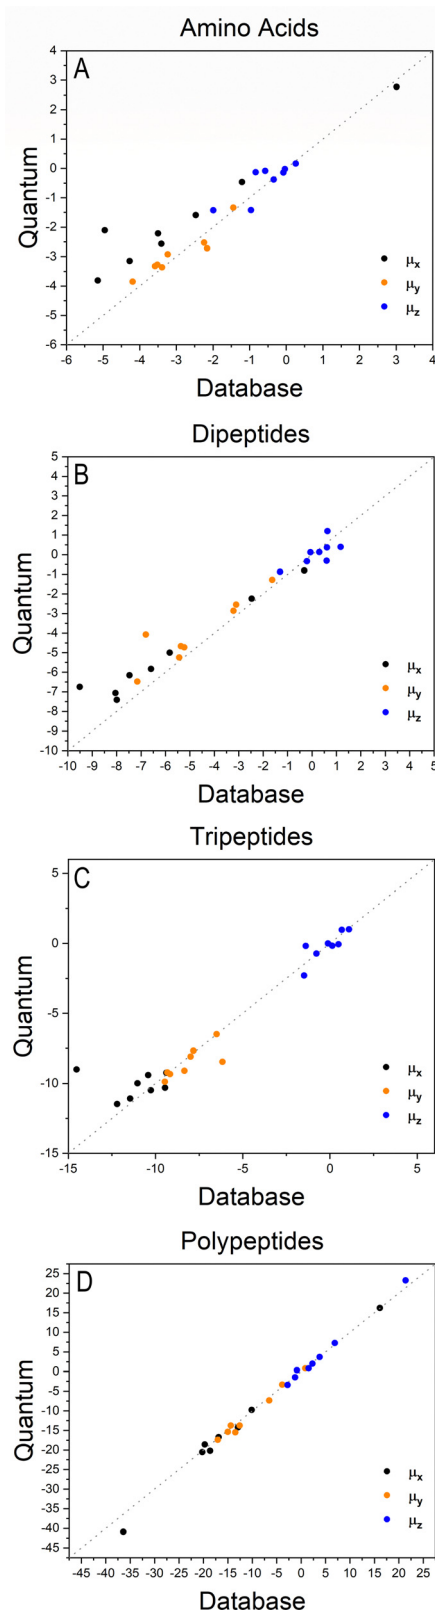 Amino Acids
A
4
3
2
1
0
-1
-2
-3
-4
-5
-6
Quantum
μx
μy
μz
-6 -5 -4 -3 -2 -1 0 1 2 3 4
Database
Dipeptides
B
5
4
3
2
1
0
-1
-2
-3
-4
-5
-6
-7
-8
-9
-10
Quantum
μx
μy
μz
-10 -9 -8 -7 -6 -5 -4 -3 -2 -1 0 1 2 3 4 5
Database
Tripeptides
C
5
0
-5
-10
-15
Quantum
μx
μy
μz
-15 -10 -5 0 5
Database
Polypeptides
D
25
20
15
10
5
0
-5
-10
-15
-20
-25
-30
-35
-40
-45
Quantum
μx
μy
μz
-45 -40 -35 -30 -25 -20 -15 -10 -5 0 5 10 15 20 25
Database